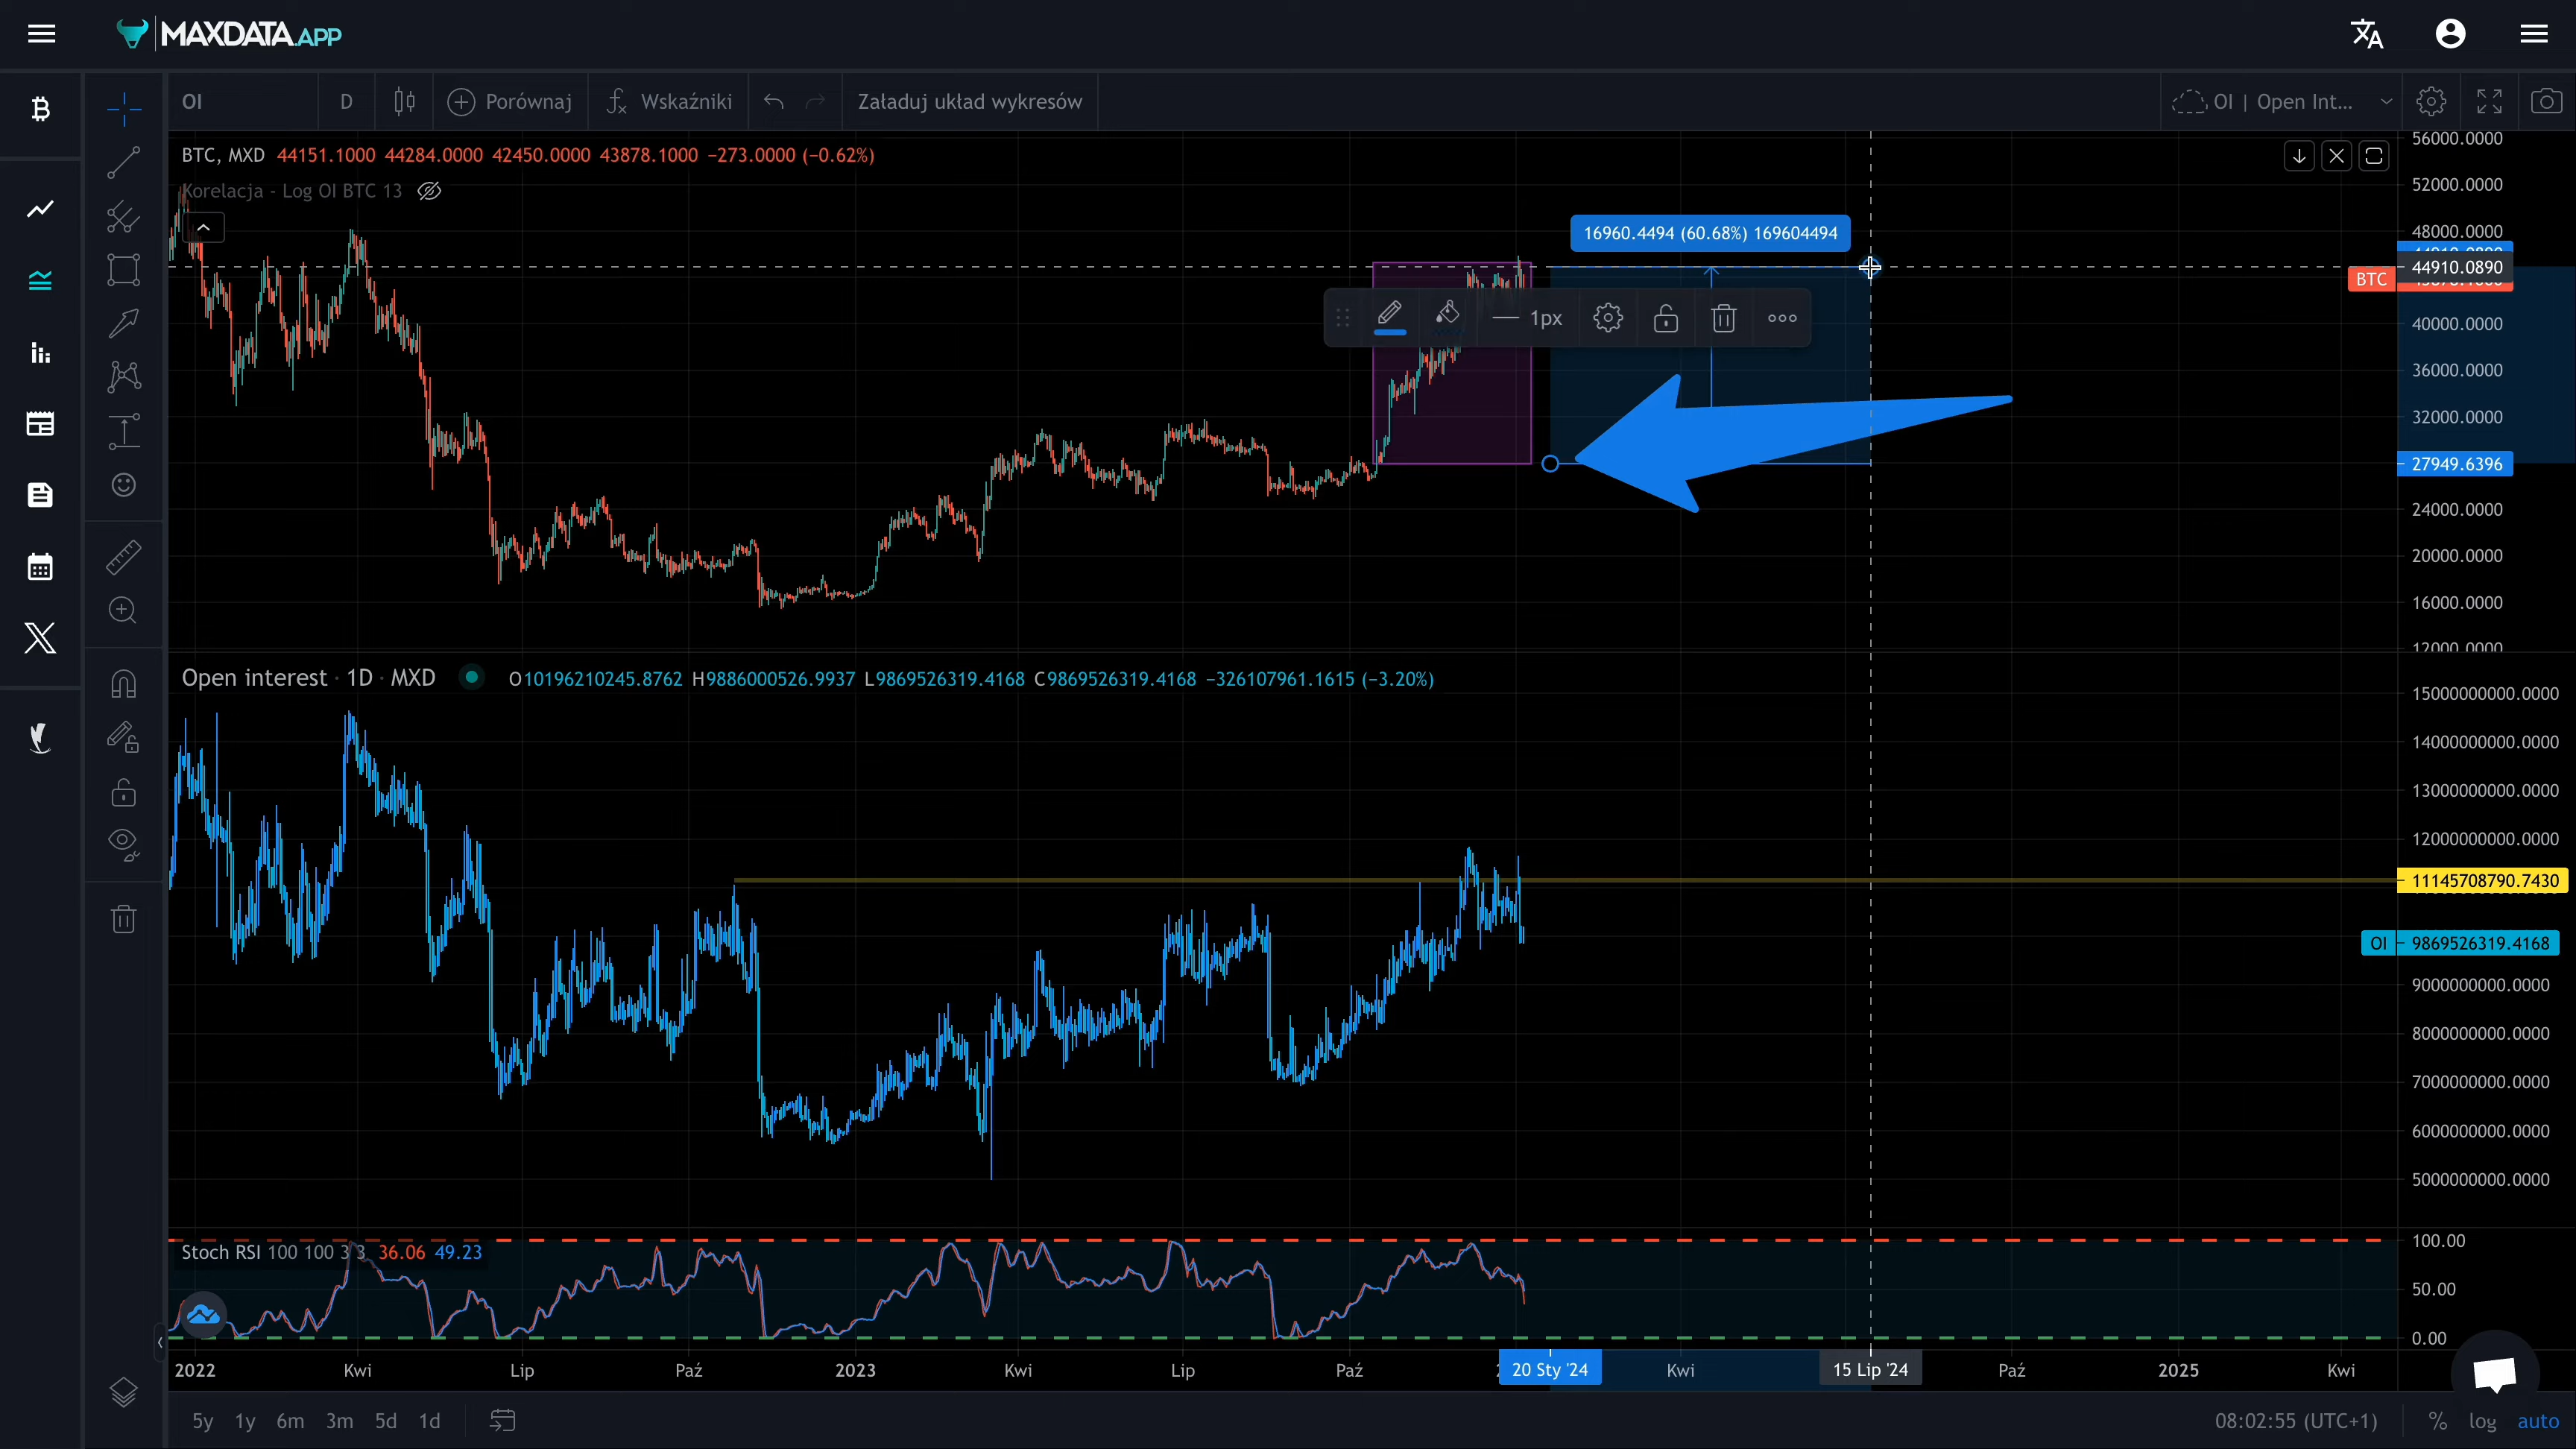 MAXDATA.APP
OI D Porównaj Wskaźniki Załaduj układ wykresów OI | Open Int...
BTC, MXD 44151.1000 44284.0000 42450.0000 43878.1000 −273.0000 (−0.62%)
Korelacja - Log OI BTC 13
16960.4494 (60.68%) 169604494
1px
56000.0000
52000.0000
48000.0000
44910.0890
BTC
40000.0000
36000.0000
32000.0000
27949.6396
24000.0000
20000.0000
16000.0000
12000.0000
Open interest · 1D · MXD O10196210245.8762 H9886000526.9937 L9869526319.4168 C9869526319.4168 −326107961.1615 (−3.20%)
15000000000.0000
14000000000.0000
13000000000.0000
12000000000.0000
11145708790.7430
OI 9869526319.4168
9000000000.0000
8000000000.0000
7000000000.0000
6000000000.0000
5000000000.0000
Stoch RSI 100 100 3 3 36.06 49.23
100.00
50.00
0.00
2022 Kwi Lip Paź 2023 Kwi Lip Paź 20 Sty '24 Kwi 15 Lip '24 Paź 2025 Kwi
5y 1y 6m 3m 5d 1d 08:02:55 (UTC+1) % log auto